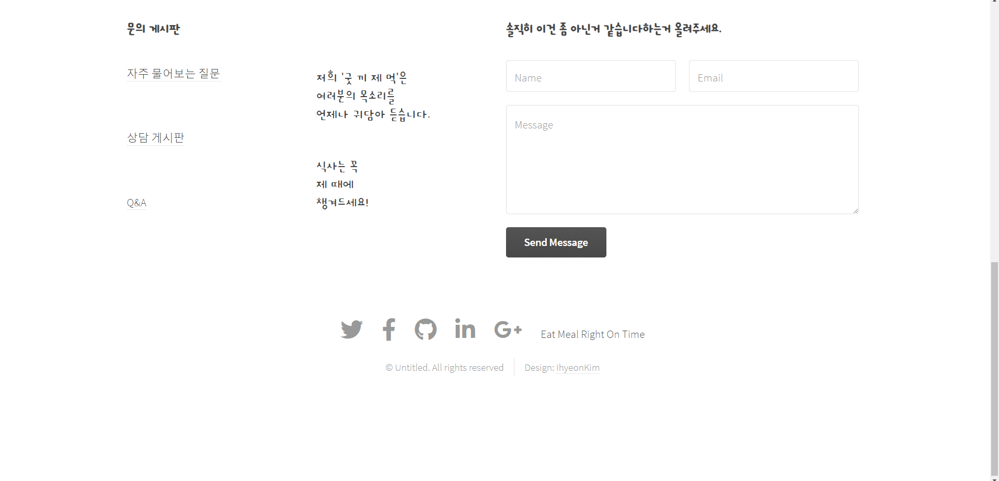 문의 게시판
자주 물어보는 질문
상담 게시판
Q&A
저희 '굿 끼 제 먹'은
여러분의 목소리를
언제나 귀담아 듣습니다.
식사는 꼭
제 때에
챙겨드세요!
솔직히 이건 좀 아닌거 같습니다하는거 올려주세요.
Name
Email
Message
Send Message
Eat Meal Right On Time
© Untitled. All rights reserved
Design: IhyeonKim